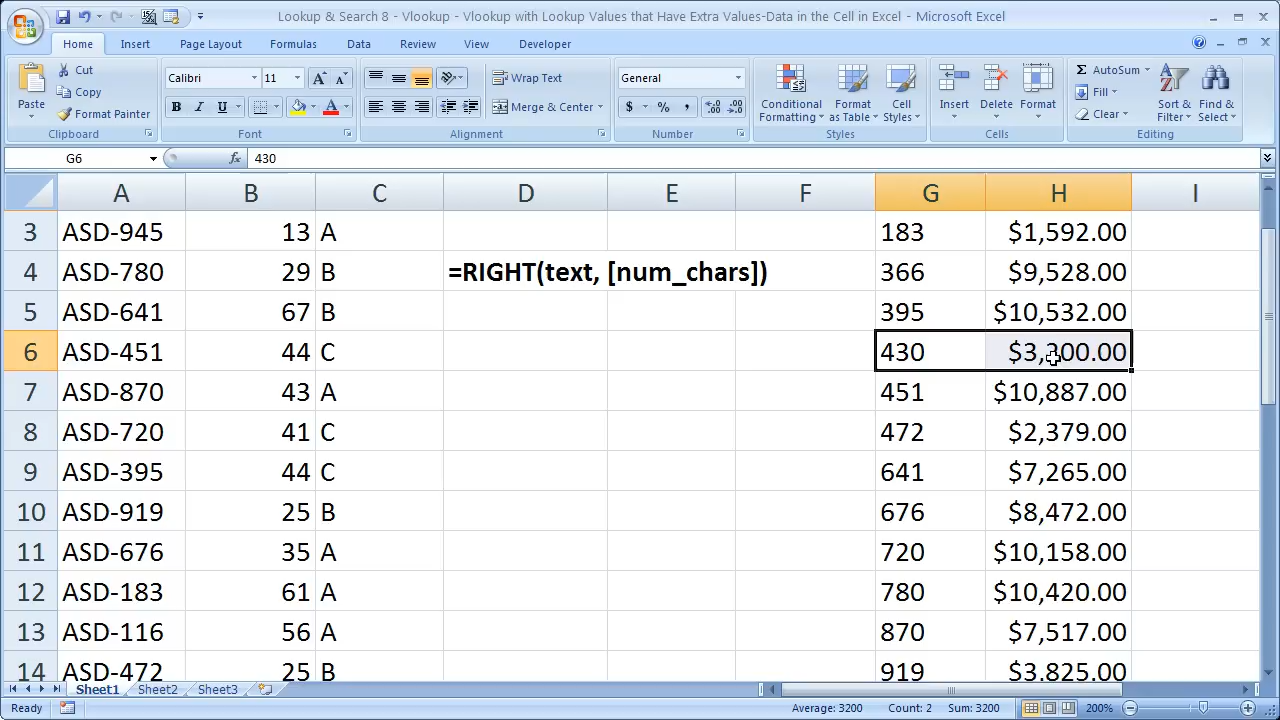 Lookup & Search 8 - Vlookup - Vlookup with Lookup Values that Have Extra Values-Data in the Cell in Excel - Microsoft Excel
Home Insert Page Layout Formulas Data Review View Developer
Paste Cut Copy Format Painter
Calibri 11
B I U
Wrap Text
Merge & Center
General
$ % ,
Conditional Formatting Format as Table Cell Styles
Insert Delete Format
AutoSum Fill Clear
Sort & Filter Find & Select
Clipboard Font Alignment Number Styles Cells Editing
G6 fx 430
A B C D E F G H I
3 ASD-945 13 A 183 $1,592.00
4 ASD-780 29 B =RIGHT(text, [num_chars]) 366 $9,528.00
5 ASD-641 67 B 395 $10,532.00
6 ASD-451 44 C 430 $3,200.00
7 ASD-870 43 A 451 $10,887.00
8 ASD-720 41 C 472 $2,379.00
9 ASD-395 44 C 641 $7,265.00
10 ASD-919 25 B 676 $8,472.00
11 ASD-676 35 A 720 $10,158.00
12 ASD-183 61 A 780 $10,420.00
13 ASD-116 56 A 870 $7,517.00
14 ASD-472 25 B 919 $3,825.00
Sheet1 Sheet2 Sheet3
Ready Average: 3200 Count: 2 Sum: 3200 200%